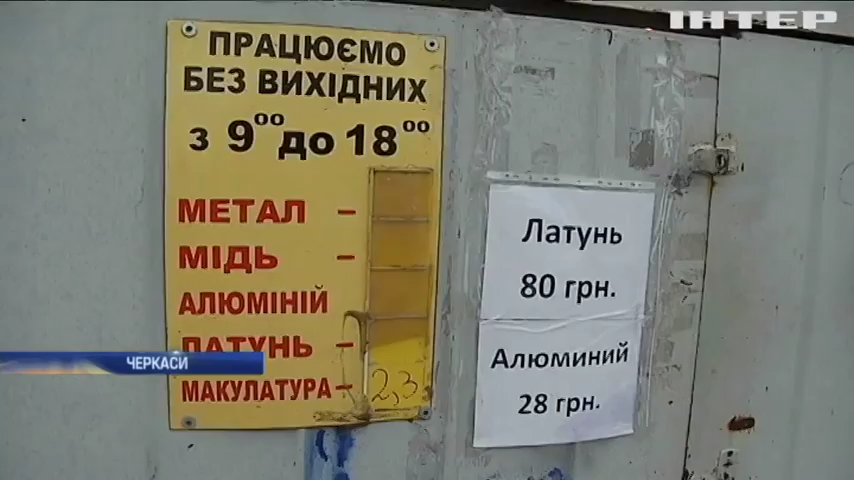 ІНТЕР
ПРАЦЮЄМО
БЕЗ ВИХІДНИХ
З 9⁰⁰ ДО 18⁰⁰
МЕТАЛ –
МІДЬ –
АЛЮМІНІЙ
ЛАТУНЬ –
МАКУЛАТУРА – 2,3
Латунь
80 грн.
Алюминий
28 грн.
ЧЕРКАСИ